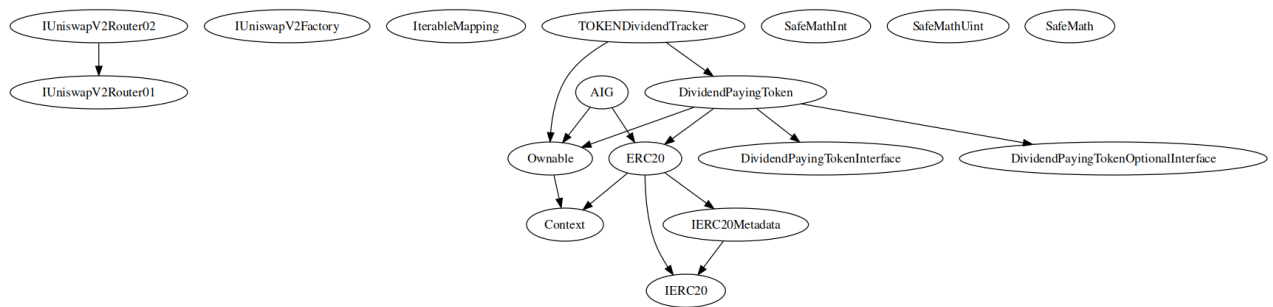 IUniswapV2Router02
IUniswapV2Factory
IterableMapping
TOKENDividendTracker
SafeMathInt
SafeMathUint
SafeMath
IUniswapV2Router01
AIG
DividendPayingToken
Ownable
ERC20
DividendPayingTokenInterface
DividendPayingTokenOptionalInterface
Context
IERC20Metadata
IERC20